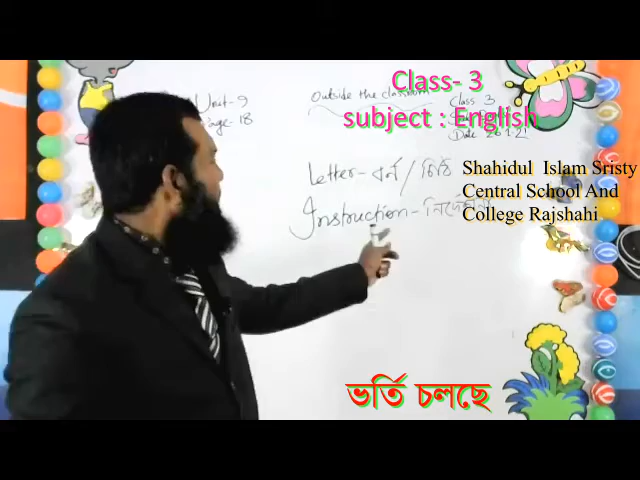 Unit-9
Page-18
Outside the classroom
Class 3
Class- 3
subject : English
Date 26.1.21
Letter - বর্ন / চিঠি
Instruction - নির্দেশনা
Shahidul Islam Sristy
Central School And
College Rajshahi
ভর্তি চলছে